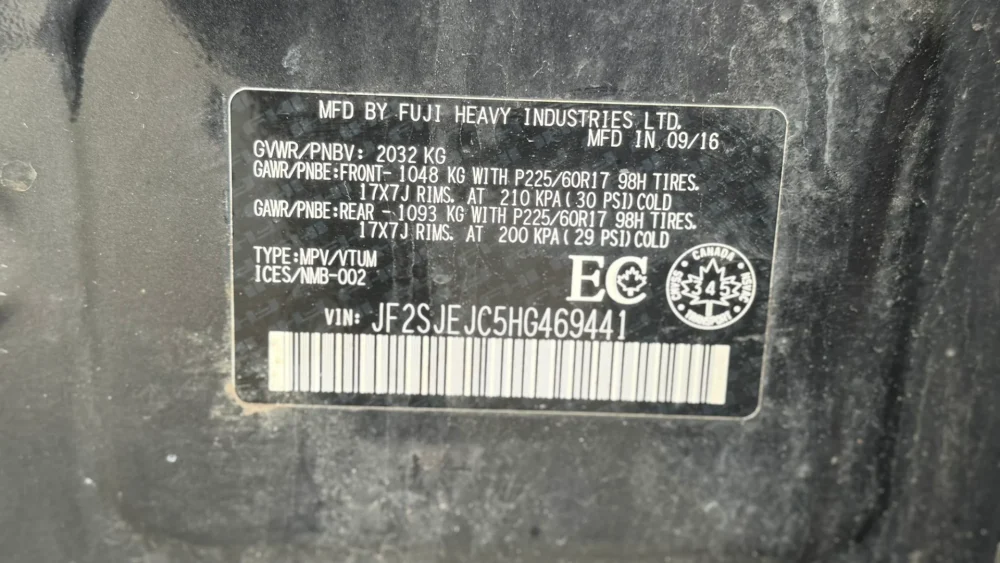 MFD BY FUJI HEAVY INDUSTRIES LTD.
MFD IN 09/16
GVWR/PNBV: 2032 KG
GAWR/PNBE:FRONT- 1048 KG WITH P225/60R17 98H TIRES.
17X7J RIMS. AT 210 KPA(30 PSI)COLD
GAWR/PNBE:REAR - 1093 KG WITH P225/60R17 98H TIRES.
17X7J RIMS. AT 200 KPA(29 PSI)COLD
TYPE:MPV/VTUM
ICES/NMB-002
EC
CANADA
CMVSS
4
NSVAC
TRANSPORT
VIN: JF2SJEJC5HG469441